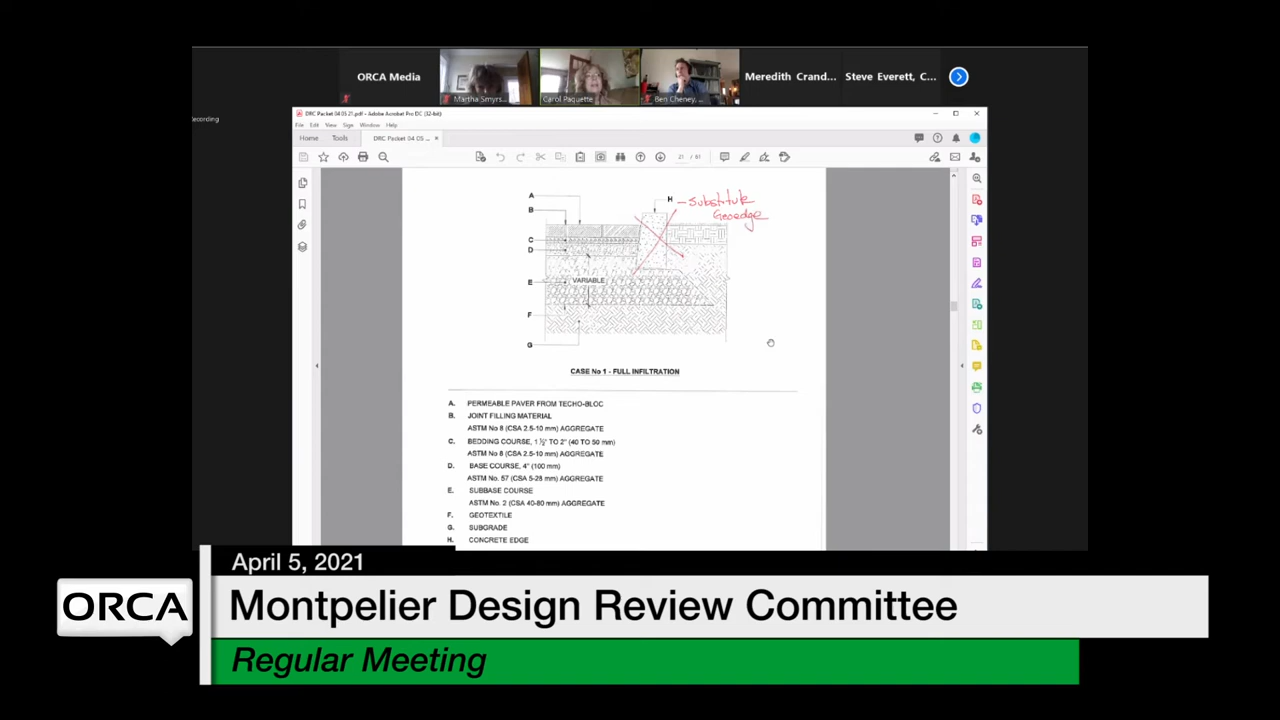 ORCA Media
Martha Smyrs...
Carol Paquette
Ben Cheney, ...
Meredith Crand...
Steve Everett, C...
ecording
DRC Packet 04 05 21.pdf - Adobe Acrobat Pro DC (32-bit)
File Edit View Sign Window Help
Home Tools DRC Packet 04 05 ... ×
21 / 61
A
B
C
D
E
F
G
H
- Substitute
Geoedge
VARIABLE
CASE No 1 - FULL INFILTRATION
A. PERMEABLE PAVER FROM TECHO-BLOC
B. JOINT FILLING MATERIAL
ASTM No 8 (CSA 2.5-10 mm) AGGREGATE
C. BEDDING COURSE, 1 ½" TO 2" (40 TO 50 mm)
ASTM No 8 (CSA 2.5-10 mm) AGGREGATE
D. BASE COURSE, 4" (100 mm)
ASTM No. 57 (CSA 5-28 mm) AGGREGATE
E. SUBBASE COURSE
ASTM No. 2 (CSA 40-80 mm) AGGREGATE
F. GEOTEXTILE
G. SUBGRADE
H. CONCRETE EDGE
April 5, 2021
ORCA
Montpelier Design Review Committee
Regular Meeting